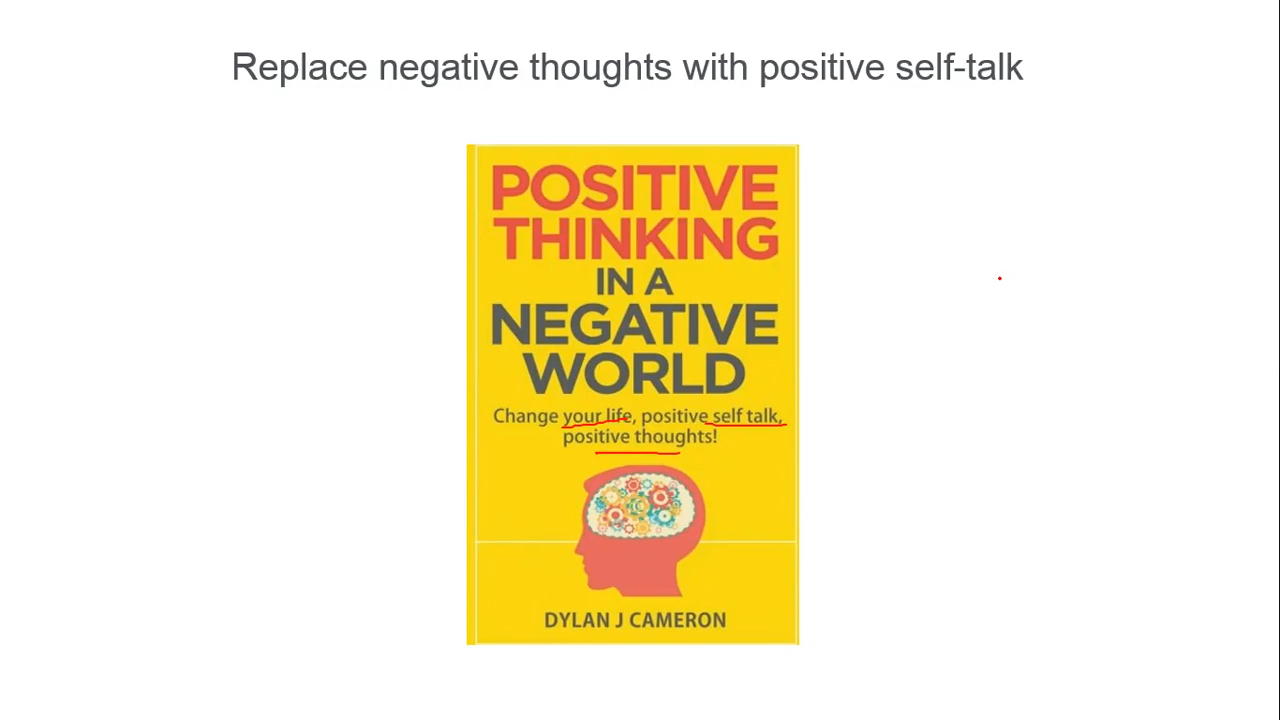 Replace negative thoughts with positive self-talk
POSITIVE
THINKING
IN A
NEGATIVE
WORLD
Change your life, positive self talk,
positive thoughts!
DYLAN J CAMERON